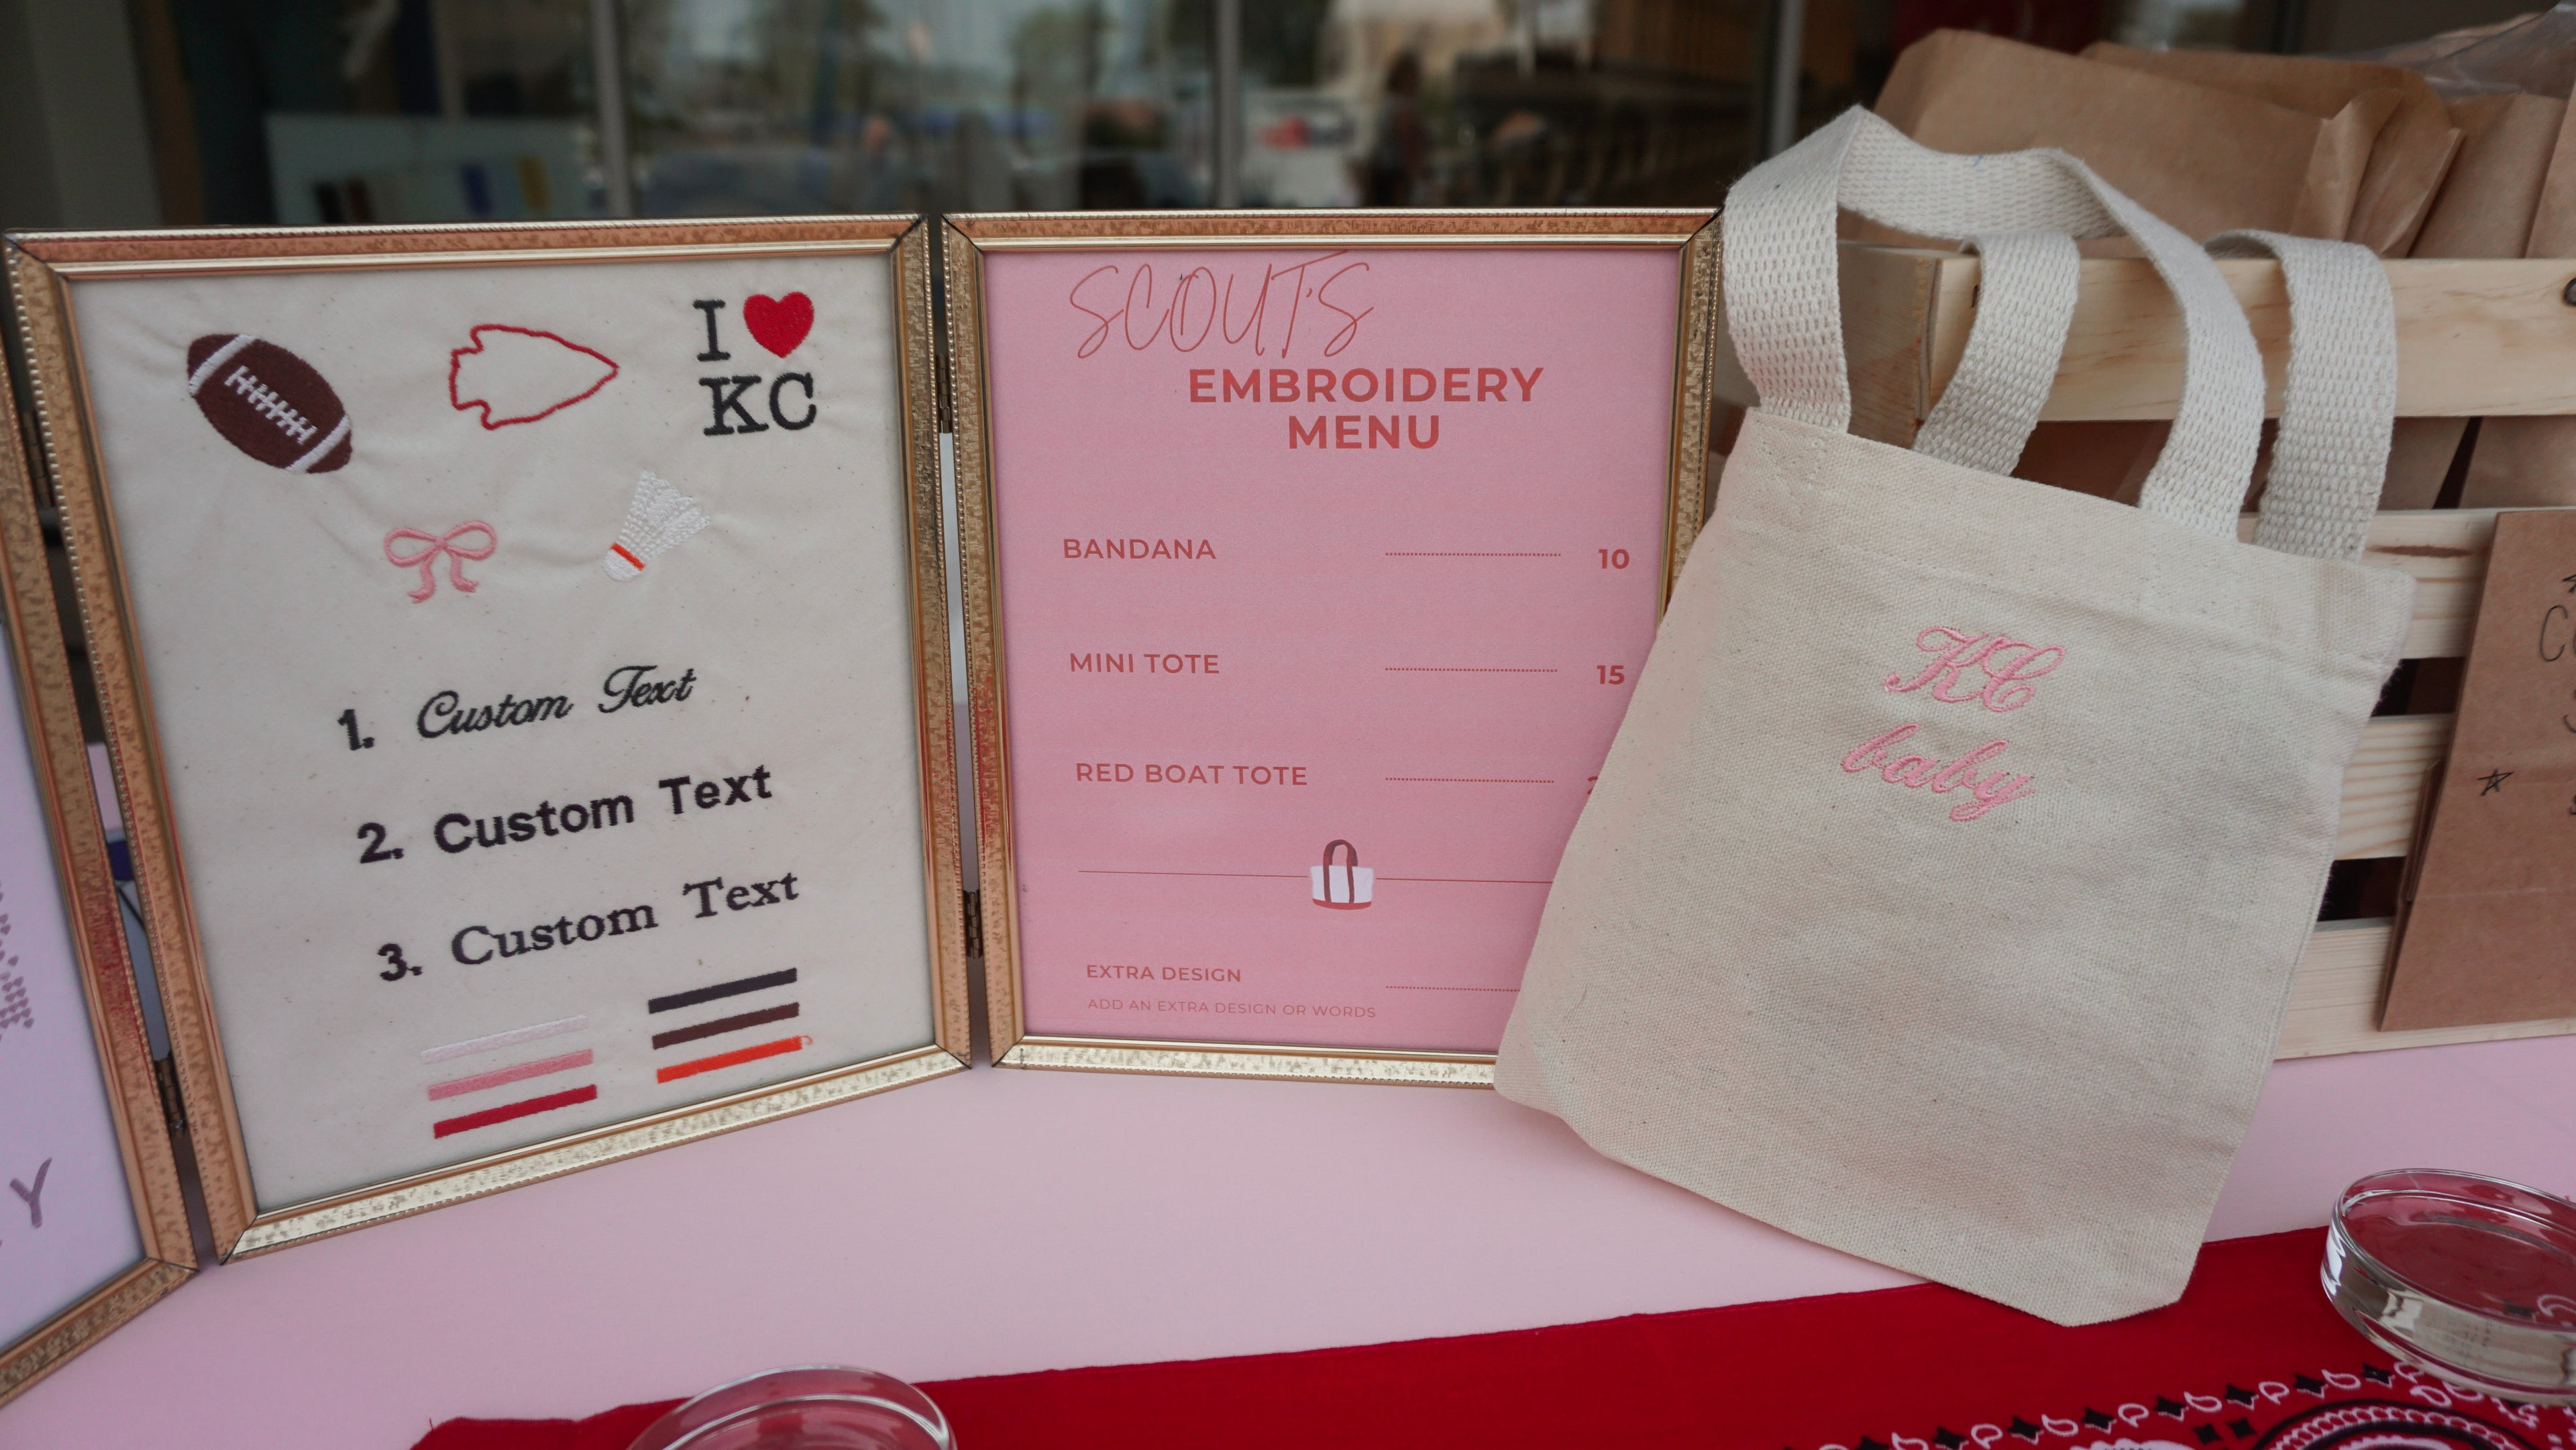 I ❤ KC
1. Custom Text
2. Custom Text
3. Custom Text
SCOUT'S
EMBROIDERY
MENU
BANDANA 10
MINI TOTE 15
RED BOAT TOTE
EXTRA DESIGN
ADD AN EXTRA DESIGN OR WORDS
KC
baby
Y